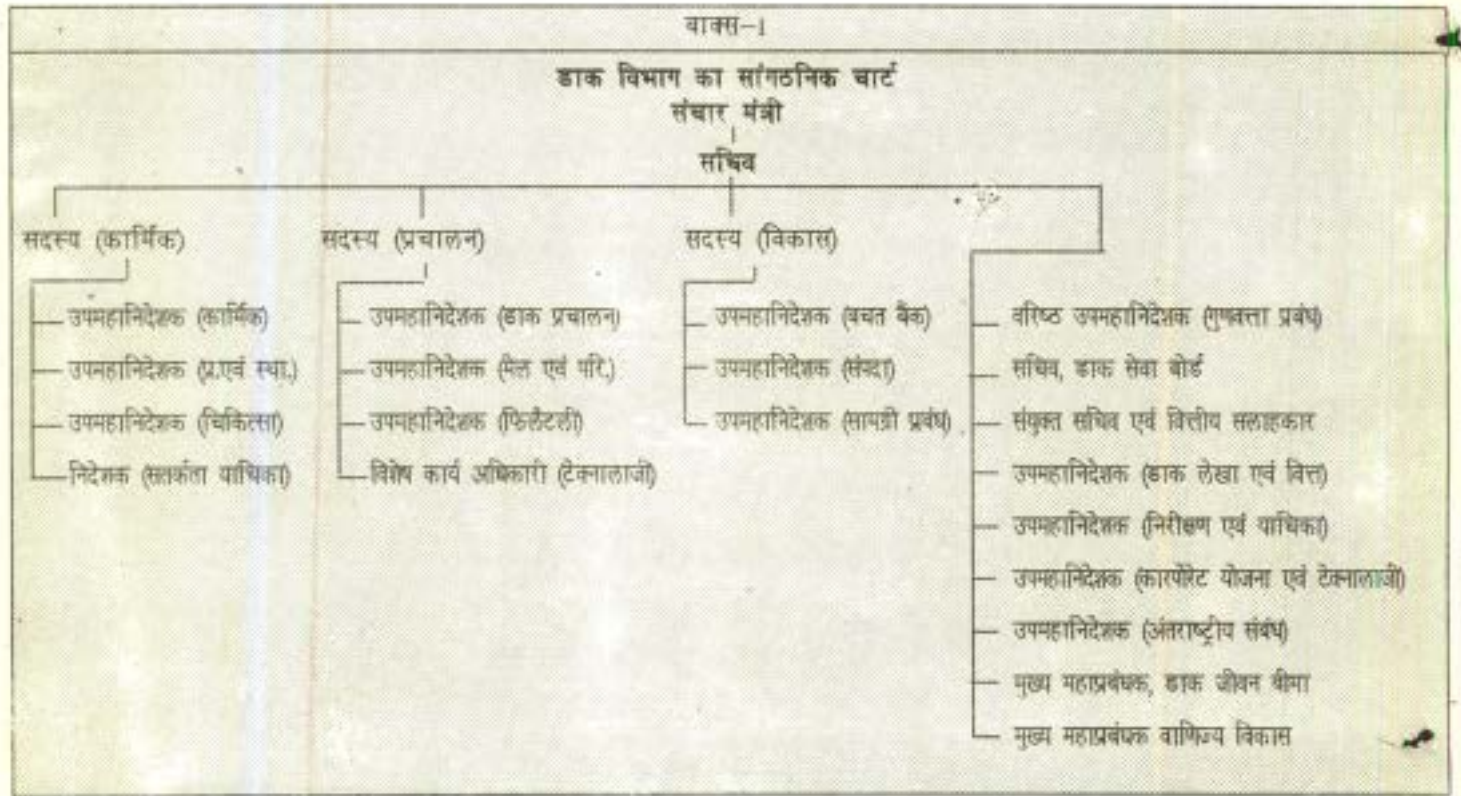 वाक्स-1
डाक विभाग का सांगठनिक चार्ट
संचार मंत्री
सचिव
सदस्य (कार्मिक)
उपमहानिदेशक (कार्मिक)
उपमहानिदेशक (प्र.एवं स्था.)
उपमहानिदेशक (चिकित्सा)
निदेशक (सतर्कता याचिका)
सदस्य (प्रचालन)
उपमहानिदेशक (डाक प्रचालन)
उपमहानिदेशक (मेल एवं परि.)
उपमहानिदेशक (फिलैटली)
विशेष कार्य अधिकारी (टेक्नालाजी)
सदस्य (विकास)
उपमहानिदेशक (बचत बैंक)
उपमहानिदेशक (संपदा)
उपमहानिदेशक (सामग्री प्रबंध)
वरिष्ठ उपमहानिदेशक (गुणवत्ता प्रबंध)
सचिव, डाक सेवा बोर्ड
संयुक्त सचिव एवं वित्तीय सलाहकार
उपमहानिदेशक (डाक लेखा एवं वित्त)
उपमहानिदेशक (निरीक्षण एवं याचिका)
उपमहानिदेशक (कारपोरेट योजना एवं टेक्नालाजी)
उपमहानिदेशक (अंतराष्ट्रीय संबंध)
मुख्य महाप्रबंधक, डाक जीवन बीमा
मुख्य महाप्रबंधक वाणिज्य विकास